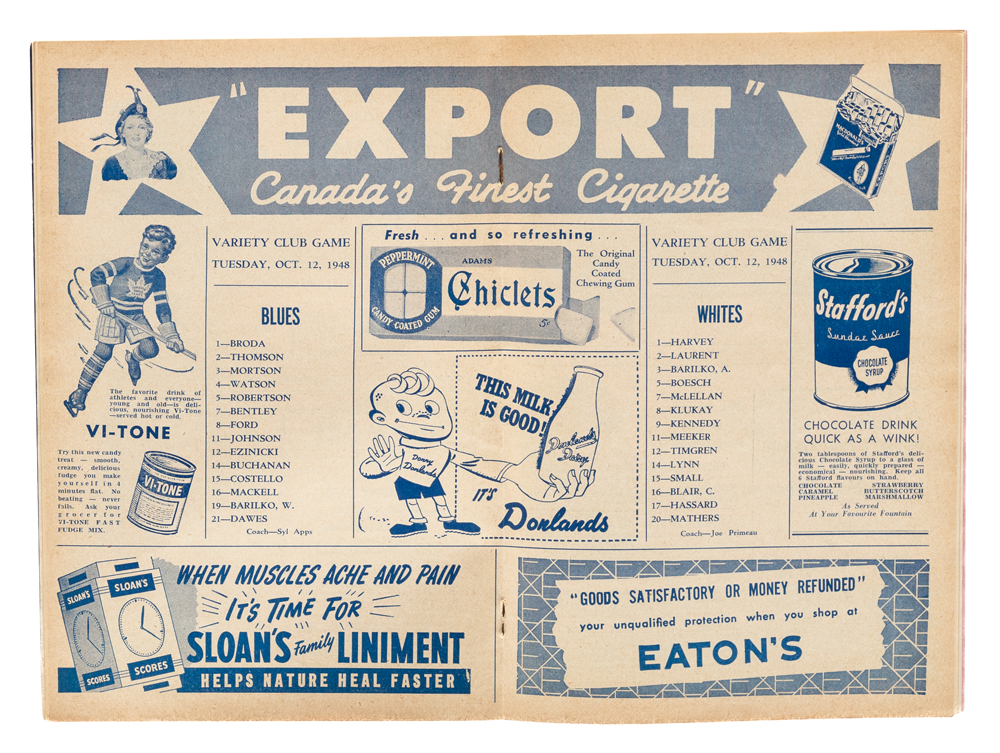 "EXPORT"
Canada's Finest Cigarette
MACDONALD'S
VARIETY CLUB GAME
TUESDAY, OCT. 12, 1948
BLUES
1—BRODA
2—THOMSON
3—MORTSON
4—WATSON
5—ROBERTSON
7—BENTLEY
8—FORD
11—JOHNSON
12—EZINICKI
14—BUCHANAN
15—COSTELLO
16—MACKELL
19—BARILKO, W.
21—DAWES
Coach—Syl Apps
The favorite drink of
athletes and everyone—
young and old—is deli-
cious, nourishing Vi-Tone
—served hot or cold.
VI-TONE
Try this new candy
treat — smooth,
creamy, delicious
fudge you make
yourself in 4
minutes flat. No
beating — never
fails. Ask your
grocer for
VI-TONE FAST
FUDGE MIX.
VI-TONE
Fresh . . . and so refreshing . . .
PEPPERMINT
CANDY COATED GUM
ADAMS
Chiclets
5¢
The Original
Candy
Coated
Chewing Gum
THIS MILK
IS GOOD!
Donlands
Dairy
Donny
Donlands
IT'S
Donlands
VARIETY CLUB GAME
TUESDAY, OCT. 12, 1948
WHITES
1—HARVEY
2—LAURENT
3—BARILKO, A.
5—BOESCH
7—McLELLAN
8—KLUKAY
9—KENNEDY
11—MEEKER
12—TIMGREN
14—LYNN
15—SMALL
16—BLAIR, C.
17—HASSARD
20—MATHERS
Coach—Joe Primeau
Stafford's
Sundae Sauce
CHOCOLATE
SYRUP
CHOCOLATE DRINK
QUICK AS A WINK!
Two tablespoons of Stafford's deli-
cious Chocolate Syrup to a glass of
milk — easily, quickly prepared —
economical — nourishing. Keep all
6 Stafford flavours on hand.
CHOCOLATE STRAWBERRY
CARAMEL BUTTERSCOTCH
PINEAPPLE MARSHMALLOW
As Served
At Your Favourite Fountain
SLOAN'S
SLOAN'S
SCORES
SCORES
WHEN MUSCLES ACHE AND PAIN
IT'S TIME FOR
SLOAN'S Family LINIMENT
HELPS NATURE HEAL FASTER
"GOODS SATISFACTORY OR MONEY REFUNDED"
your unqualified protection when you shop at
EATON'S